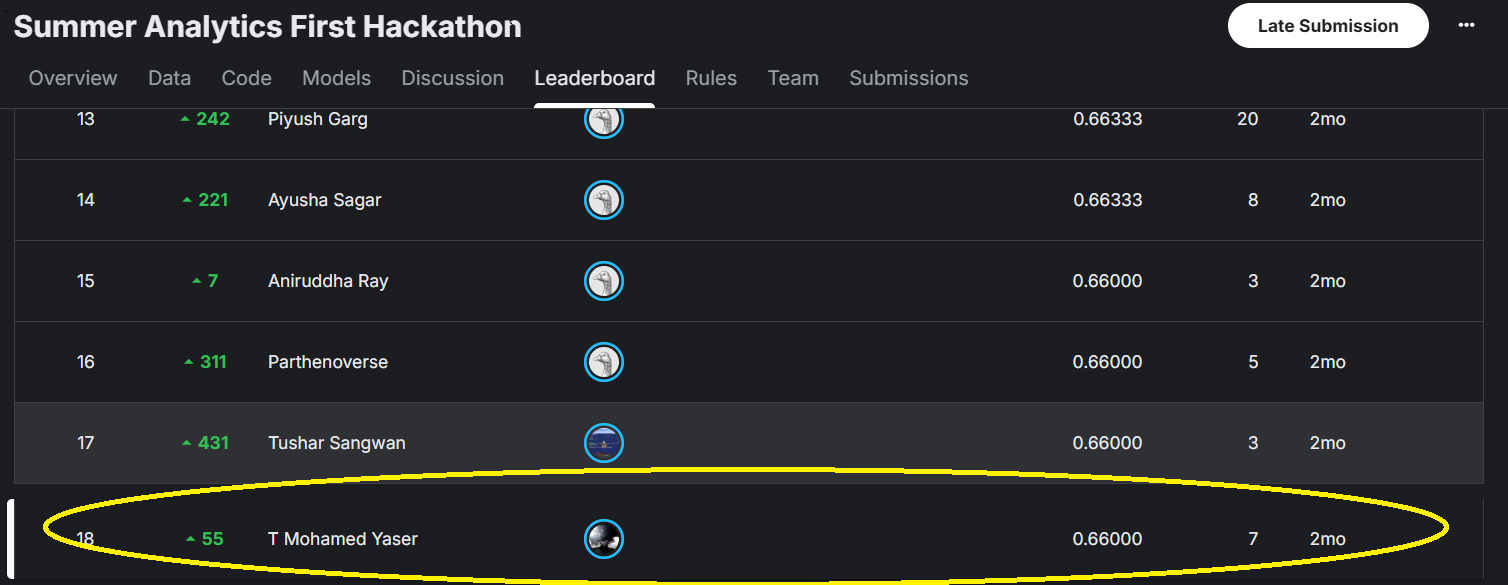 Summer Analytics First Hackathon
Late Submission
Overview Data Code Models Discussion Leaderboard Rules Team Submissions
13 242 Piyush Garg 0.66333 20 2mo
14 221 Ayusha Sagar 0.66333 8 2mo
15 7 Aniruddha Ray 0.66000 3 2mo
16 311 Parthenoverse 0.66000 5 2mo
17 431 Tushar Sangwan 0.66000 3 2mo
18 55 T Mohamed Yaser 0.66000 7 2mo